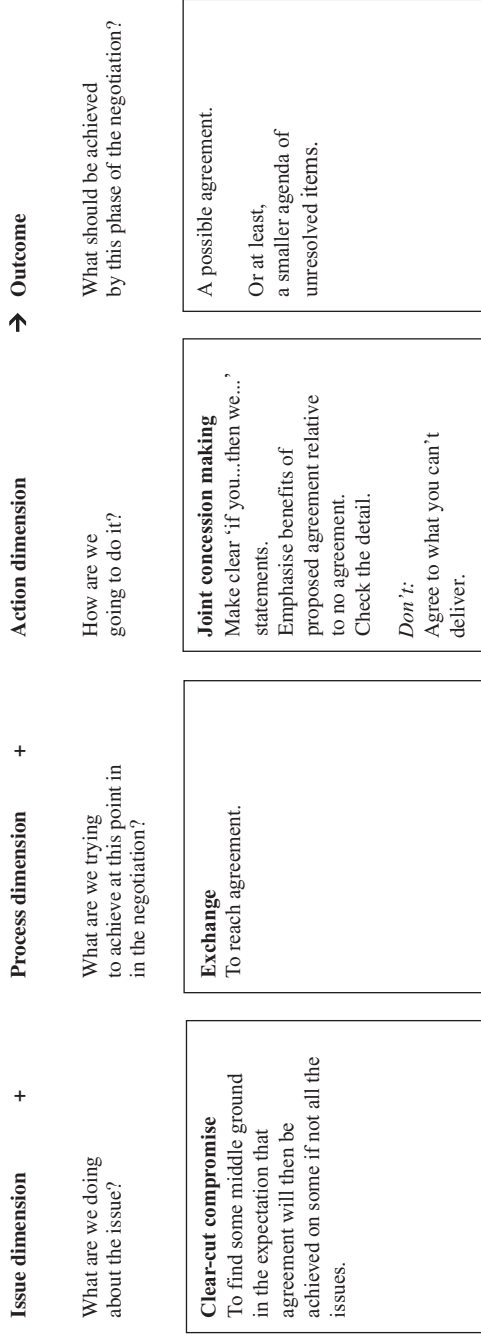 Issue dimension + Process dimension + Action dimension → Outcome
What are we doing
about the issue?
What are we trying
to achieve at this point in
in the negotiation?
How are we
going to do it?
What should be achieved
by this phase of the negotiation?
Clear-cut compromise
To find some middle ground
in the expectation that
agreement will then be
achieved on some if not all the
issues.
Exchange
To reach agreement.
Joint concession making
Make clear ‘if you...then we...’
statements.
Emphasise benefits of
proposed agreement relative
to no agreement.
Check the detail.
Don’t:
Agree to what you can’t
deliver.
A possible agreement.
Or at least,
a smaller agenda of
unresolved items.